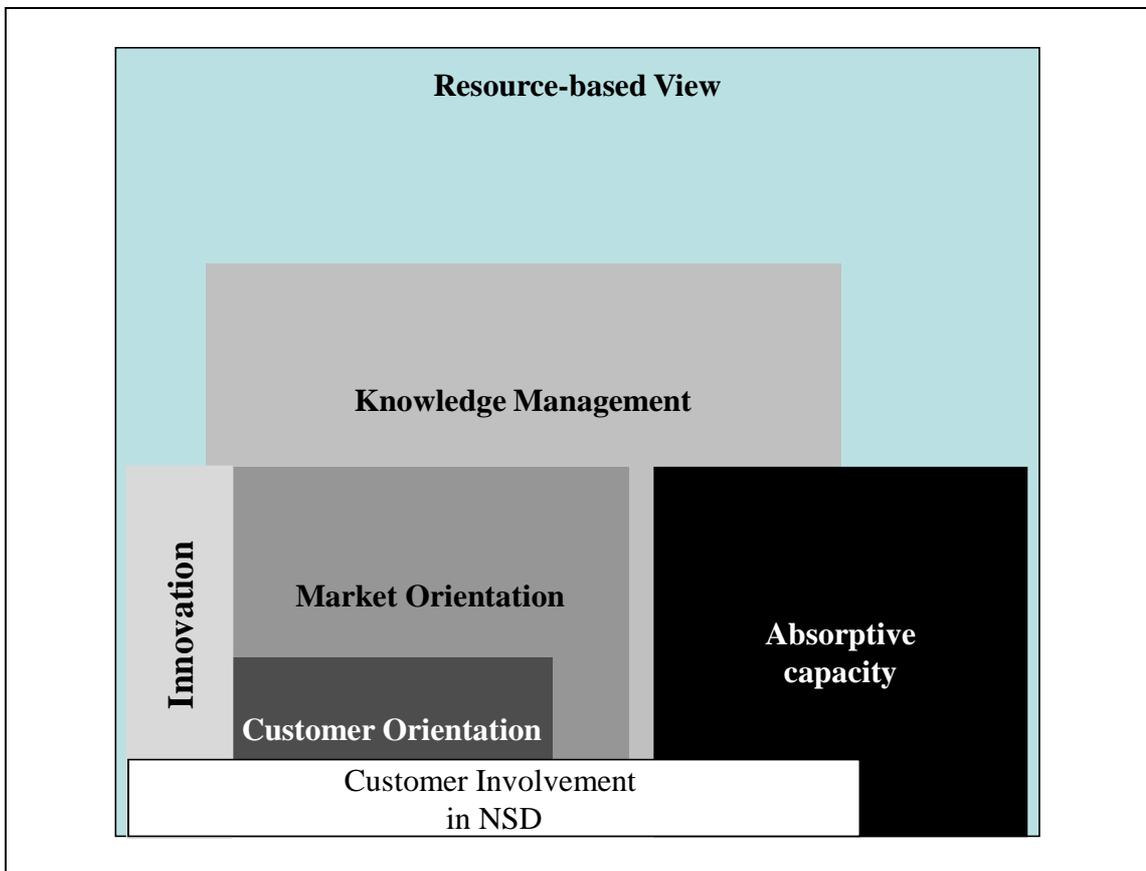 Resource-based View
Knowledge Management
Innovation
Market Orientation
Absorptive
capacity
Customer Orientation
Customer Involvement
in NSD